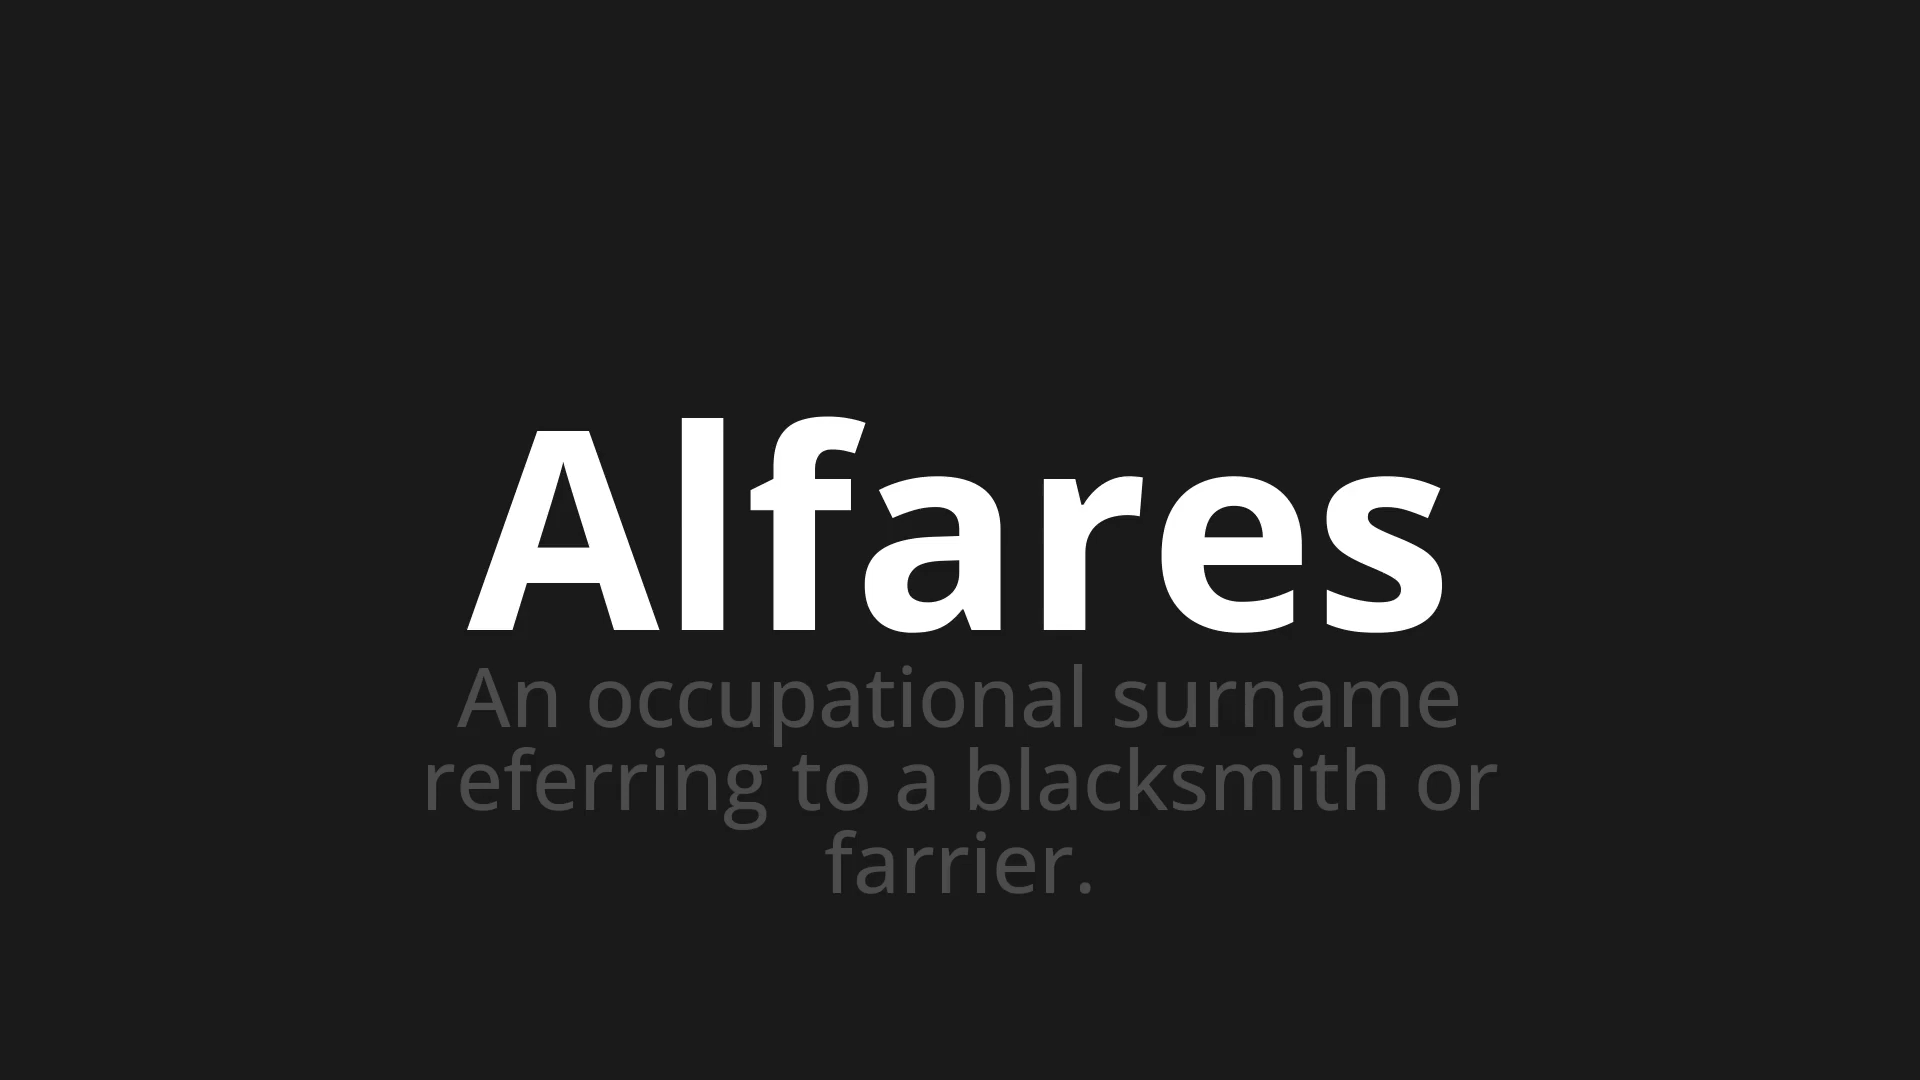 Alfares
An occupational surname
referring to a blacksmith or
farrier.